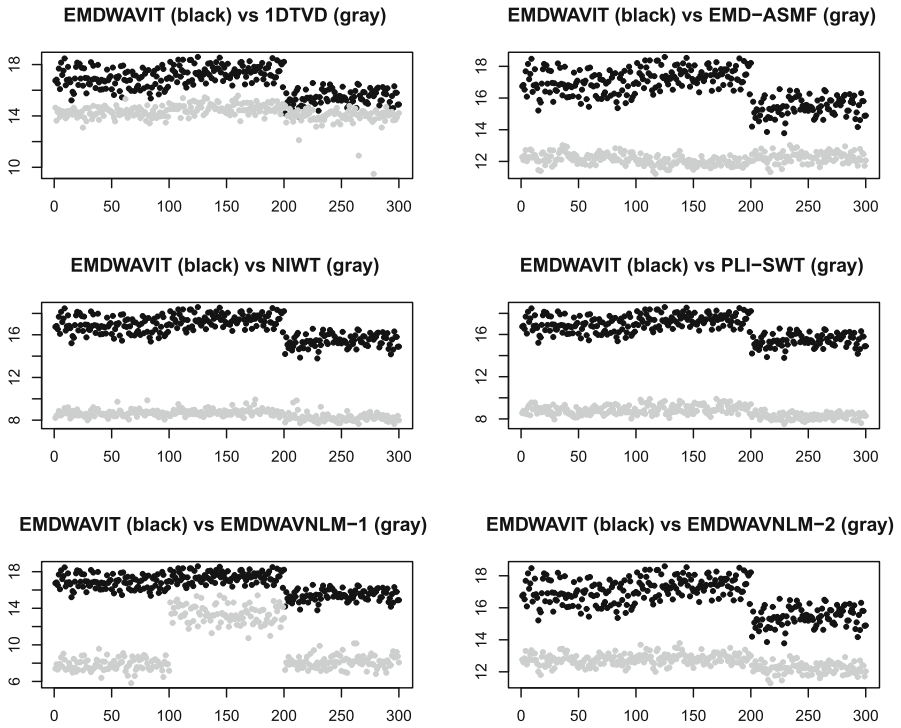 EMDWAVIT (black) vs 1DTVD (gray)
18
14
10
0 50 100 150 200 250 300
EMDWAVIT (black) vs EMD−ASMF (gray)
18
16
14
12
0 50 100 150 200 250 300
EMDWAVIT (black) vs NIWT (gray)
16
12
8
0 50 100 150 200 250 300
EMDWAVIT (black) vs PLI−SWT (gray)
16
12
8
0 50 100 150 200 250 300
EMDWAVIT (black) vs EMDWAVNLM−1 (gray)
18
14
10
6
0 50 100 150 200 250 300
EMDWAVIT (black) vs EMDWAVNLM−2 (gray)
18
16
14
12
0 50 100 150 200 250 300